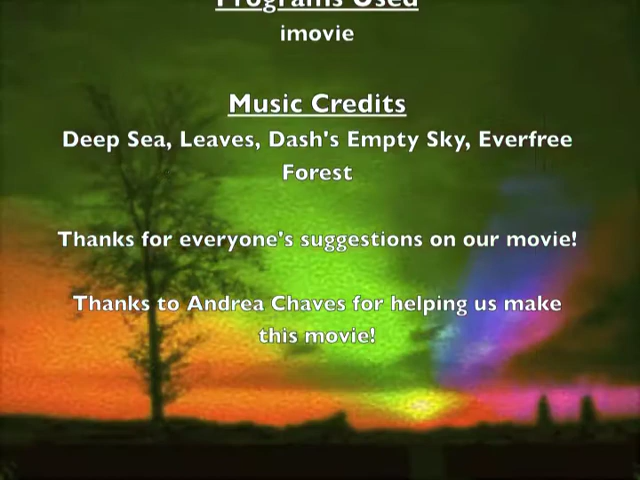 Programs Used
imovie
Music Credits
Deep Sea, Leaves, Dash's Empty Sky, Everfree
Forest
Thanks for everyone's suggestions on our movie!
Thanks to Andrea Chaves for helping us make
this movie!